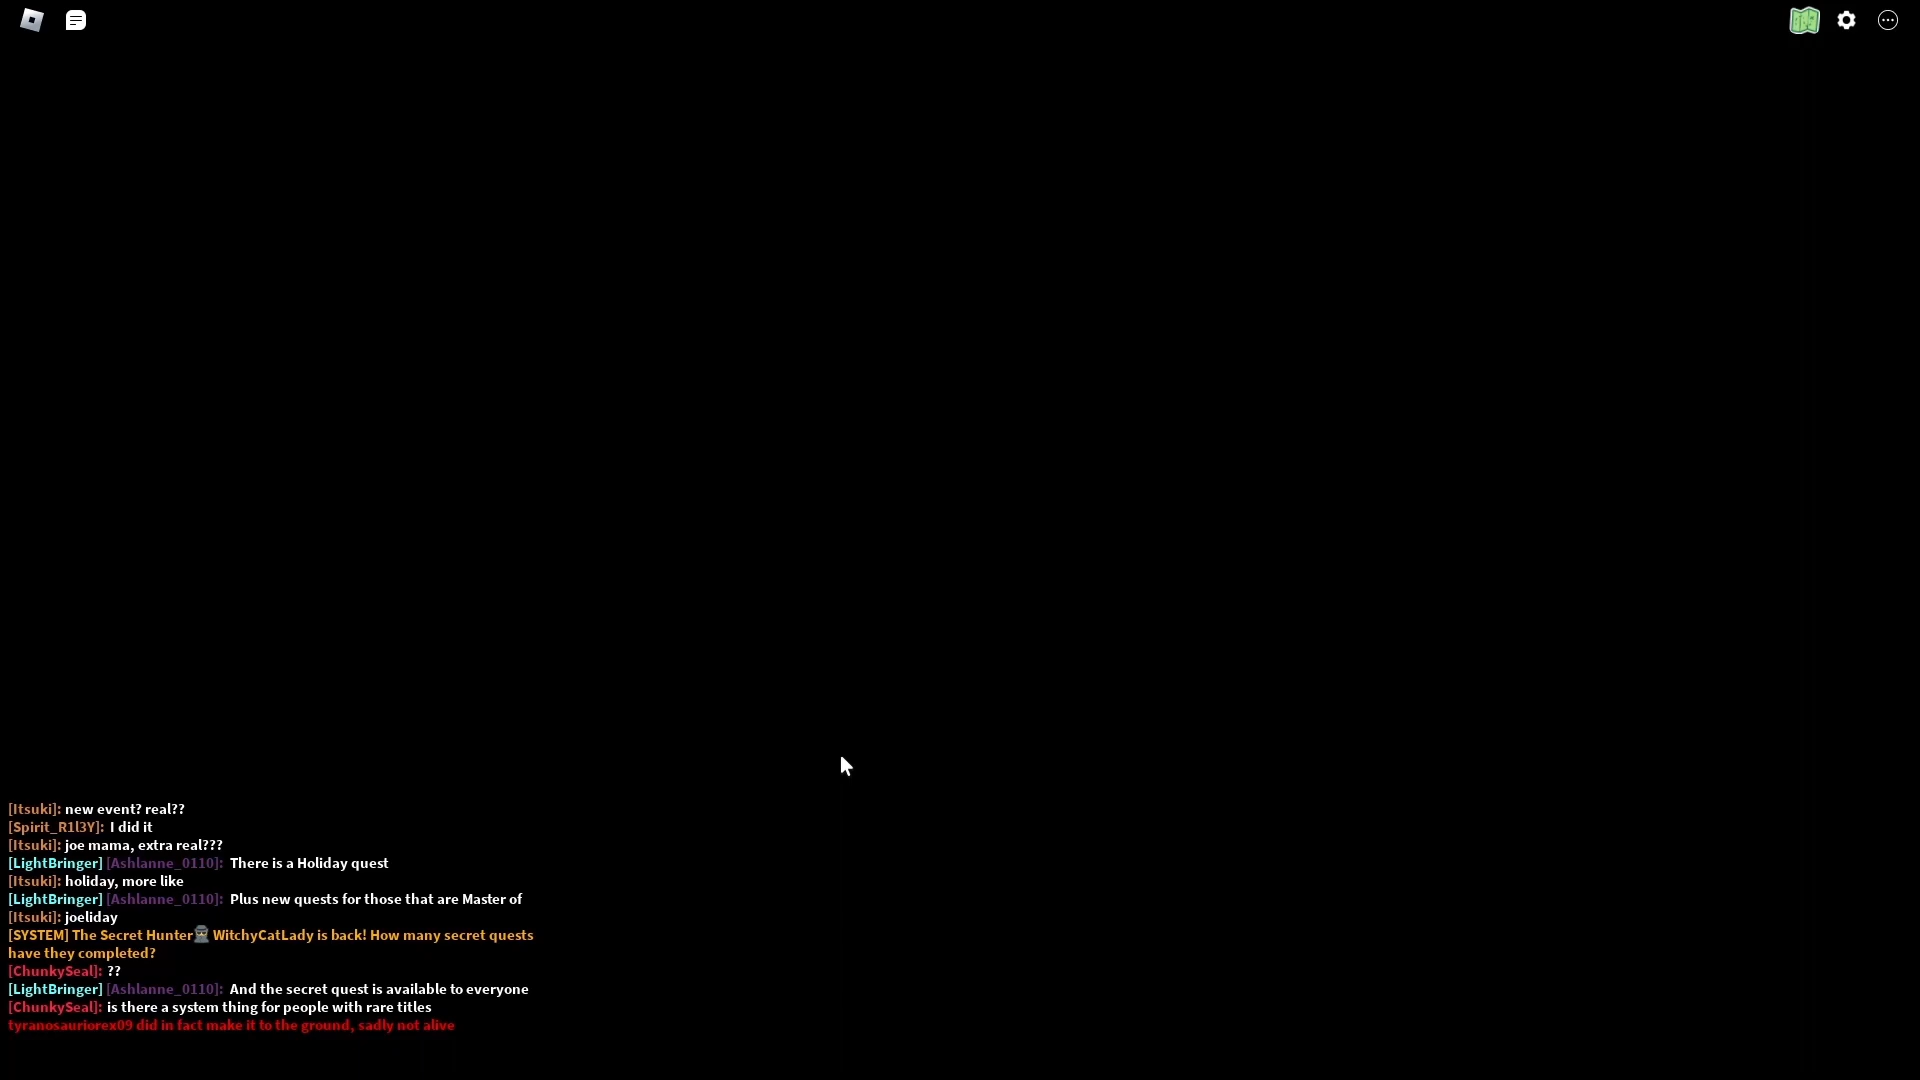 [Itsuki]: new event? real??
[Spirit_R1l3Y]: I did it
[Itsuki]: joe mama, extra real???
[LightBringer] [Ashlanne_0110]: There is a Holiday quest
[Itsuki]: holiday, more like
[LightBringer] [Ashlanne_0110]: Plus new quests for those that are Master of
[Itsuki]: joeliday
[SYSTEM] The Secret Hunter WitchyCatLady is back! How many secret quests
have they completed?
[ChunkySeal]: ??
[LightBringer] [Ashlanne_0110]: And the secret quest is available to everyone
[ChunkySeal]: is there a system thing for people with rare titles
tyranosauriorex09 did in fact make it to the ground, sadly not alive